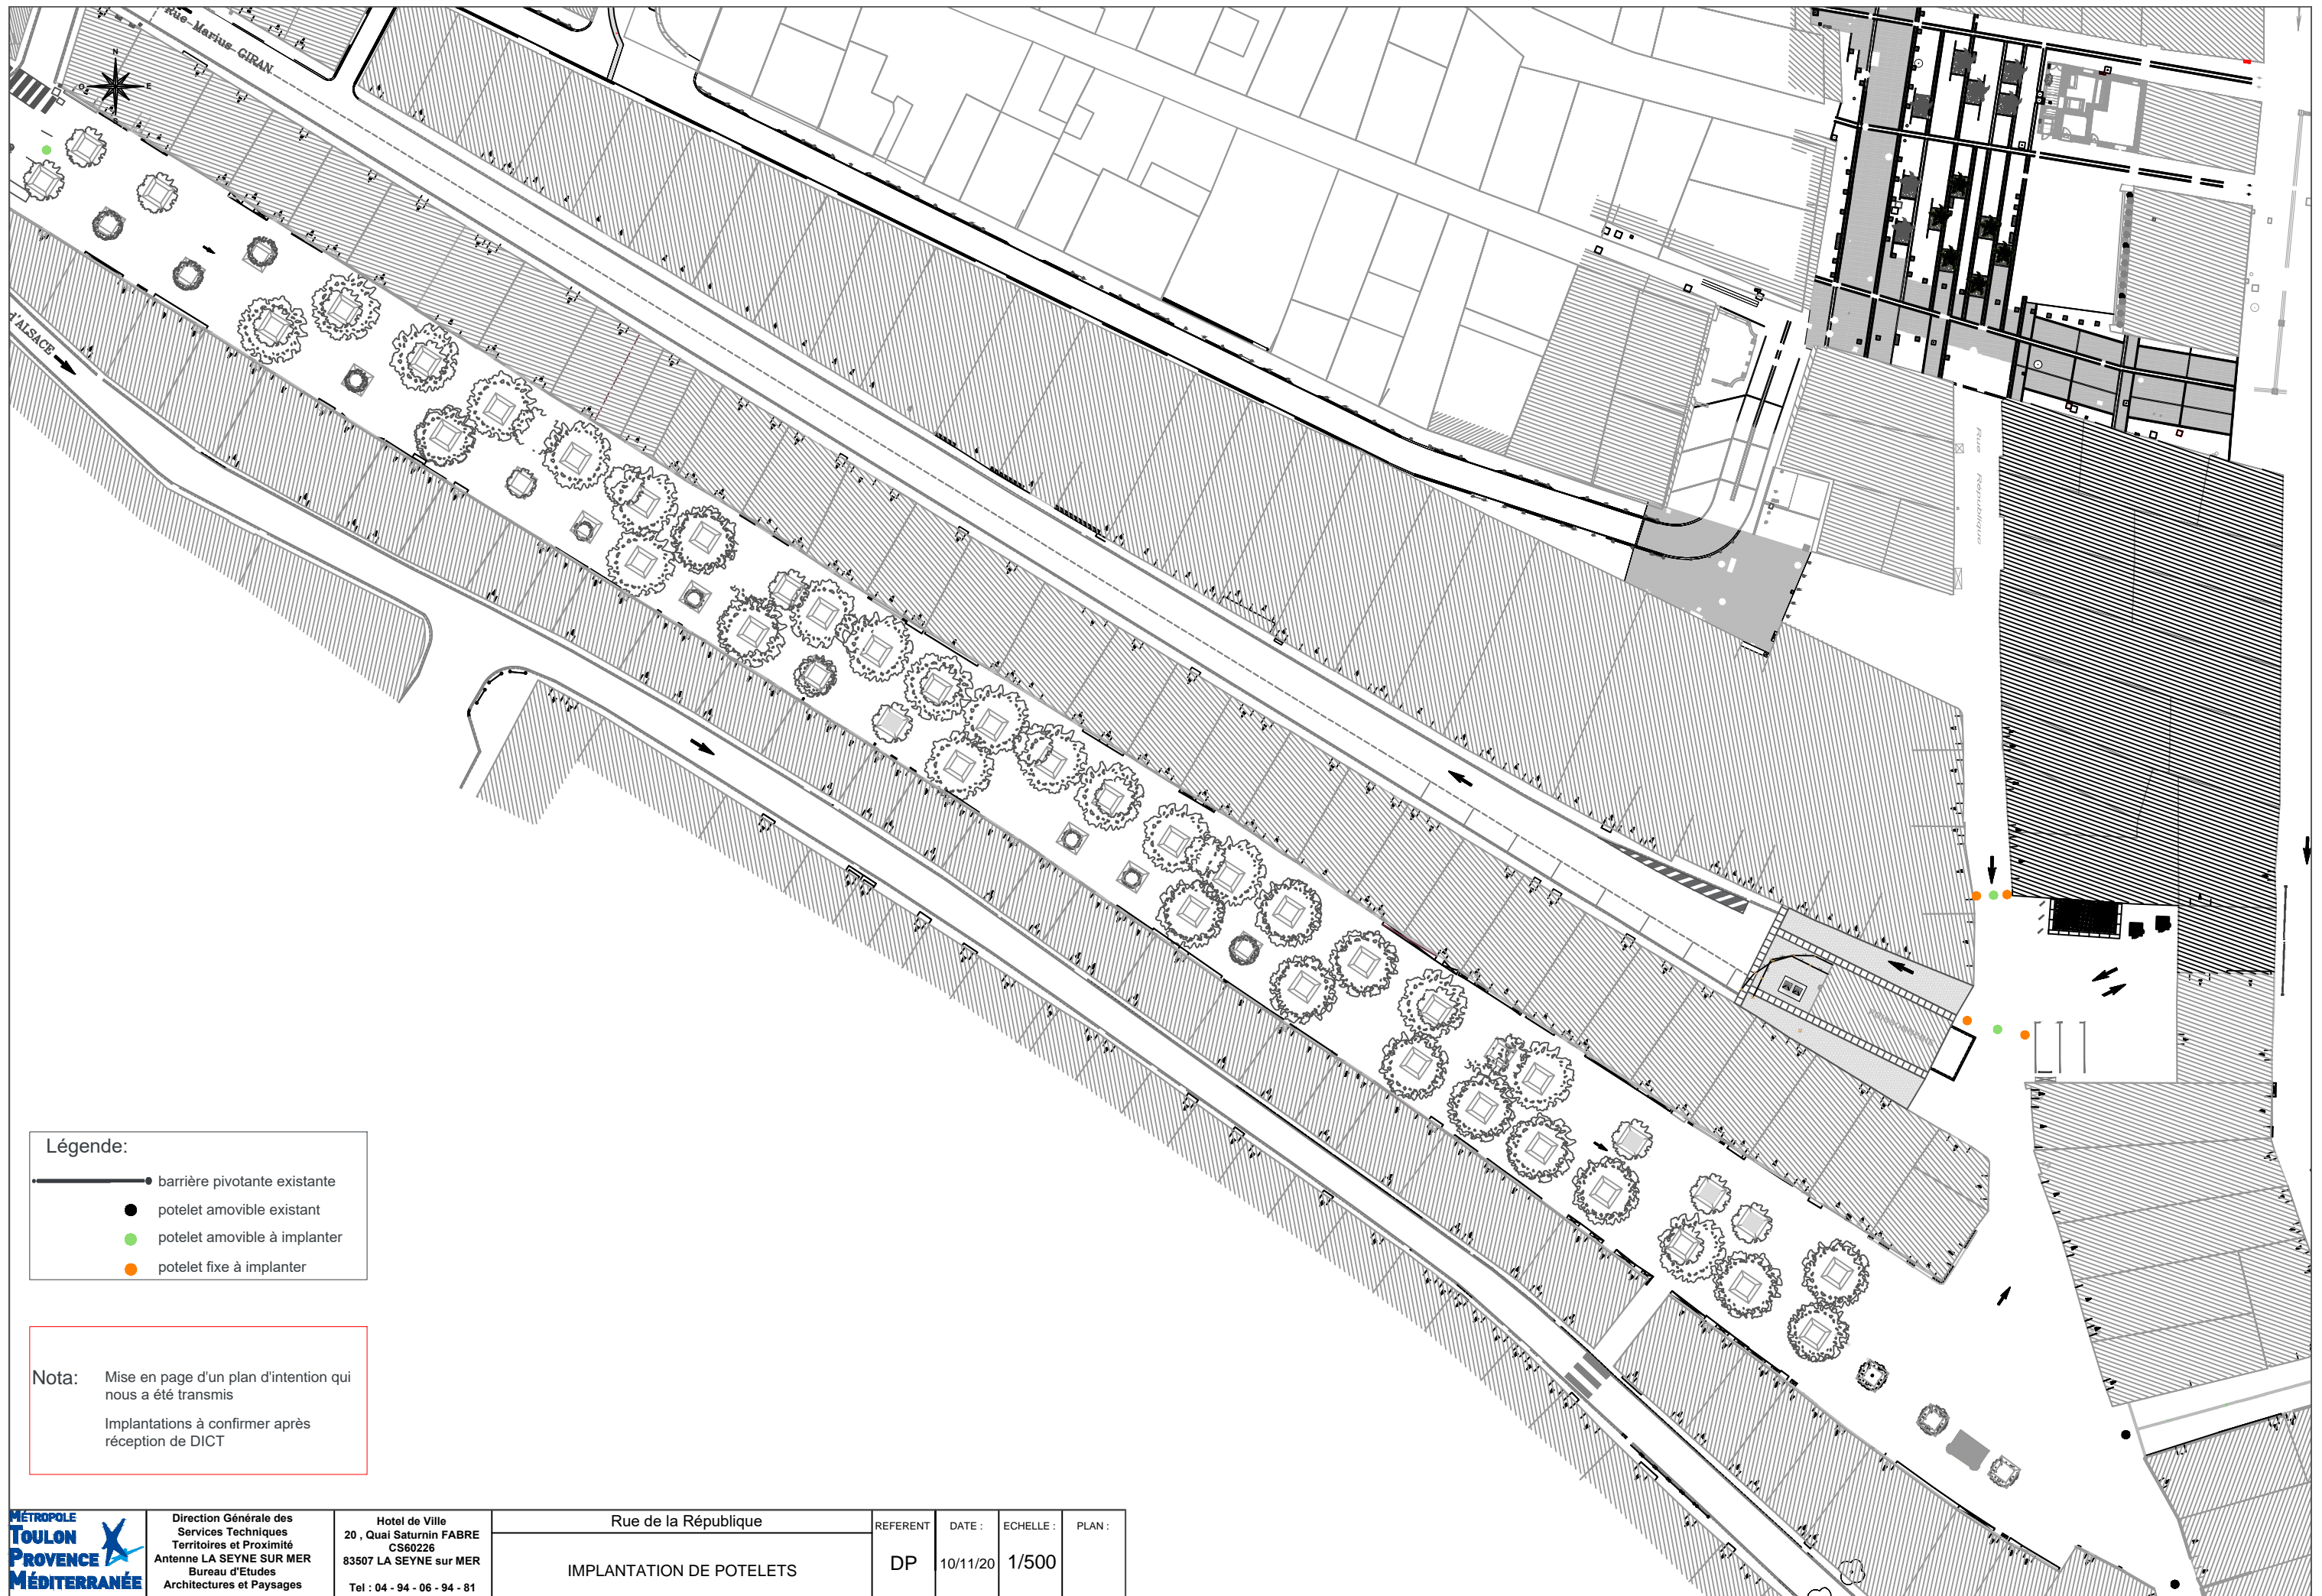 Rue Marius GIRAN
N
O
E
d'ALSACE
Rue République
Légende:
barrière pivotante existante
potelet amovible existant
potelet amovible à implanter
potelet fixe à implanter
Nota:
Mise en page d'un plan d'intention qui
nous a été transmis
Implantations à confirmer après
réception de DICT
MÉTROPOLE
TOULON
PROVENCE
MÉDITERRANÉE
Direction Générale des
Services Techniques
Territoires et Proximité
Antenne LA SEYNE SUR MER
Bureau d'Etudes
Architectures et Paysages
Hotel de Ville
20 , Quai Saturnin FABRE
CS60226
83507 LA SEYNE sur MER
Tel : 04 - 94 - 06 - 94 - 81
Rue de la République
IMPLANTATION DE POTELETS
REFERENT
DP
DATE :
10/11/20
ECHELLE :
1/500
PLAN :